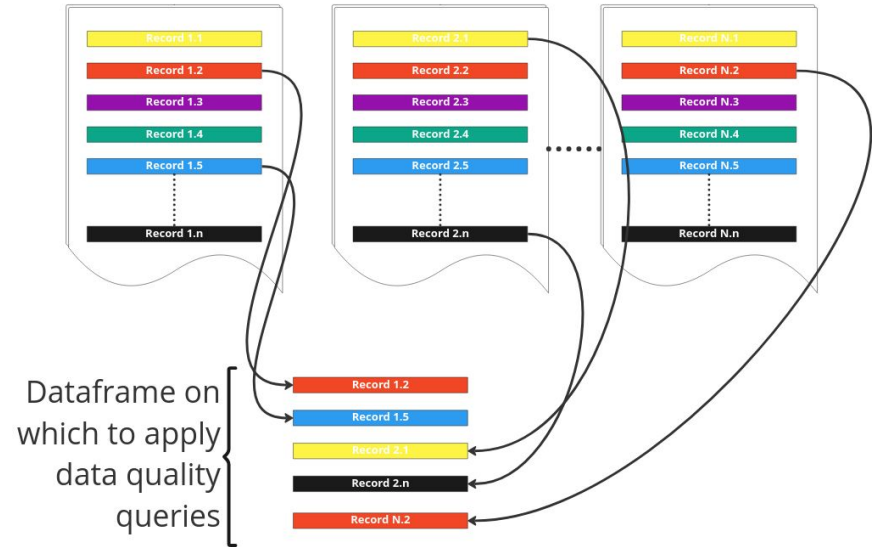 Record 1.1
Record 1.2
Record 1.3
Record 1.4
Record 1.5
Record 1.n
Record 2.1
Record 2.2
Record 2.3
Record 2.4
Record 2.5
Record 2.n
Record N.1
Record N.2
Record N.3
Record N.4
Record N.5
Record N.n
Dataframe on
which to apply
data quality
queries
Record 1.2
Record 1.5
Record 2.1
Record 2.n
Record N.2